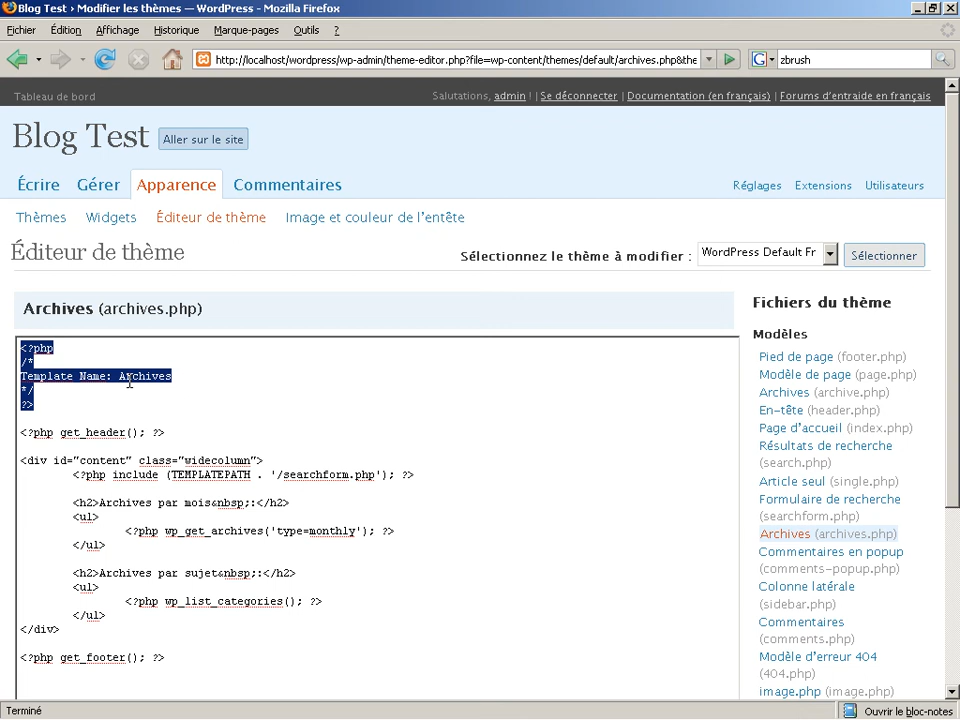 Blog Test › Modifier les thèmes — WordPress - Mozilla Firefox
Fichier Édition Affichage Historique Marque-pages Outils ?
http://localhost/wordpress/wp-admin/theme-editor.php?file=wp-content/themes/default/archives.php&the
G zbrush
Tableau de bord Salutations, admin ! | Se déconnecter | Documentation (en français) | Forums d'entraide en français
Blog Test Aller sur le site
Écrire Gérer Apparence Commentaires Réglages Extensions Utilisateurs
Thèmes Widgets Éditeur de thème Image et couleur de l'entête
Éditeur de thème Sélectionnez le thème à modifier : WordPress Default Fr Sélectionner
Archives (archives.php)
<?php
/*
Template Name: Archives
*/
?>
<?php get_header(); ?>
<div id="content" class="widecolumn">
<?php include (TEMPLATEPATH . '/searchform.php'); ?>
<h2>Archives par mois&nbsp;:</h2>
<ul>
<?php wp_get_archives('type=monthly'); ?>
</ul>
<h2>Archives par sujet&nbsp;:</h2>
<ul>
<?php wp_list_categories(); ?>
</ul>
</div>
<?php get_footer(); ?>
Fichiers du thème
Modèles
Pied de page (footer.php)
Modèle de page (page.php)
Archives (archive.php)
En-tête (header.php)
Page d'accueil (index.php)
Résultats de recherche
(search.php)
Article seul (single.php)
Formulaire de recherche
(searchform.php)
Archives (archives.php)
Commentaires en popup
(comments-popup.php)
Colonne latérale
(sidebar.php)
Commentaires
(comments.php)
Modèle d'erreur 404
(404.php)
image.php (image.php)
Terminé Ouvrir le bloc-notes